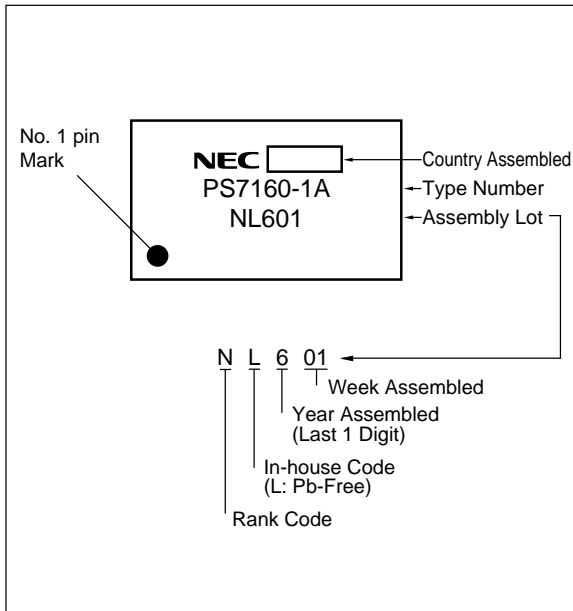 No. 1 pin
Mark
NEC
Country Assembled
PS7160-1A
Type Number
NL601
Assembly Lot
N L 6 01
Week Assembled
Year Assembled
(Last 1 Digit)
In-house Code
(L: Pb-Free)
Rank Code